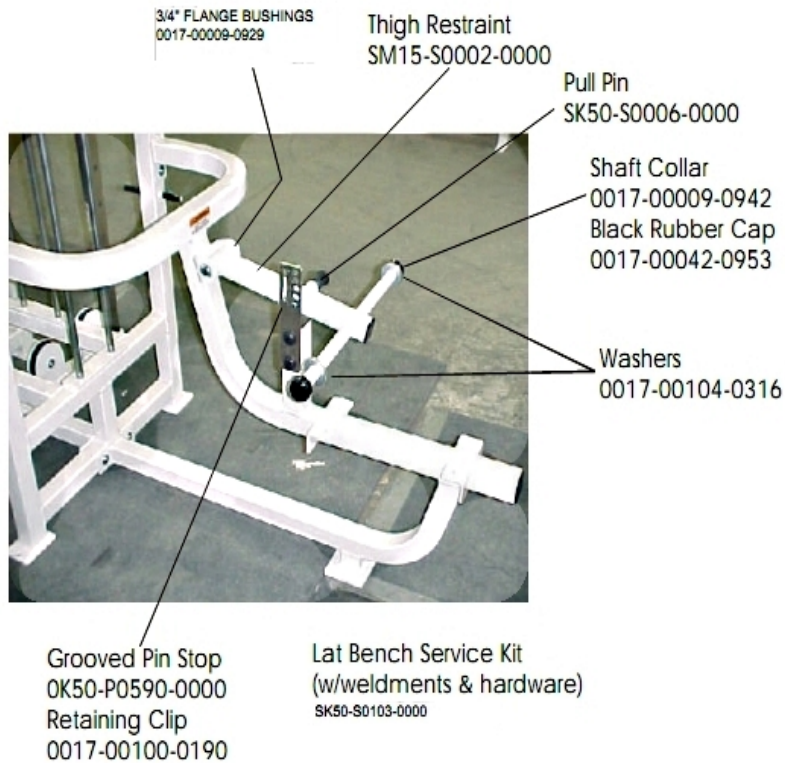 3/4" FLANGE BUSHINGS
0017-00009-0929
Thigh Restraint
SM15-S0002-0000
Pull Pin
SK50-S0006-0000
Shaft Collar
0017-00009-0942
Black Rubber Cap
0017-00042-0953
Washers
0017-00104-0316
Grooved Pin Stop
0K50-P0590-0000
Retaining Clip
0017-00100-0190
Lat Bench Service Kit
(w/weldments & hardware)
SK50-S0103-0000